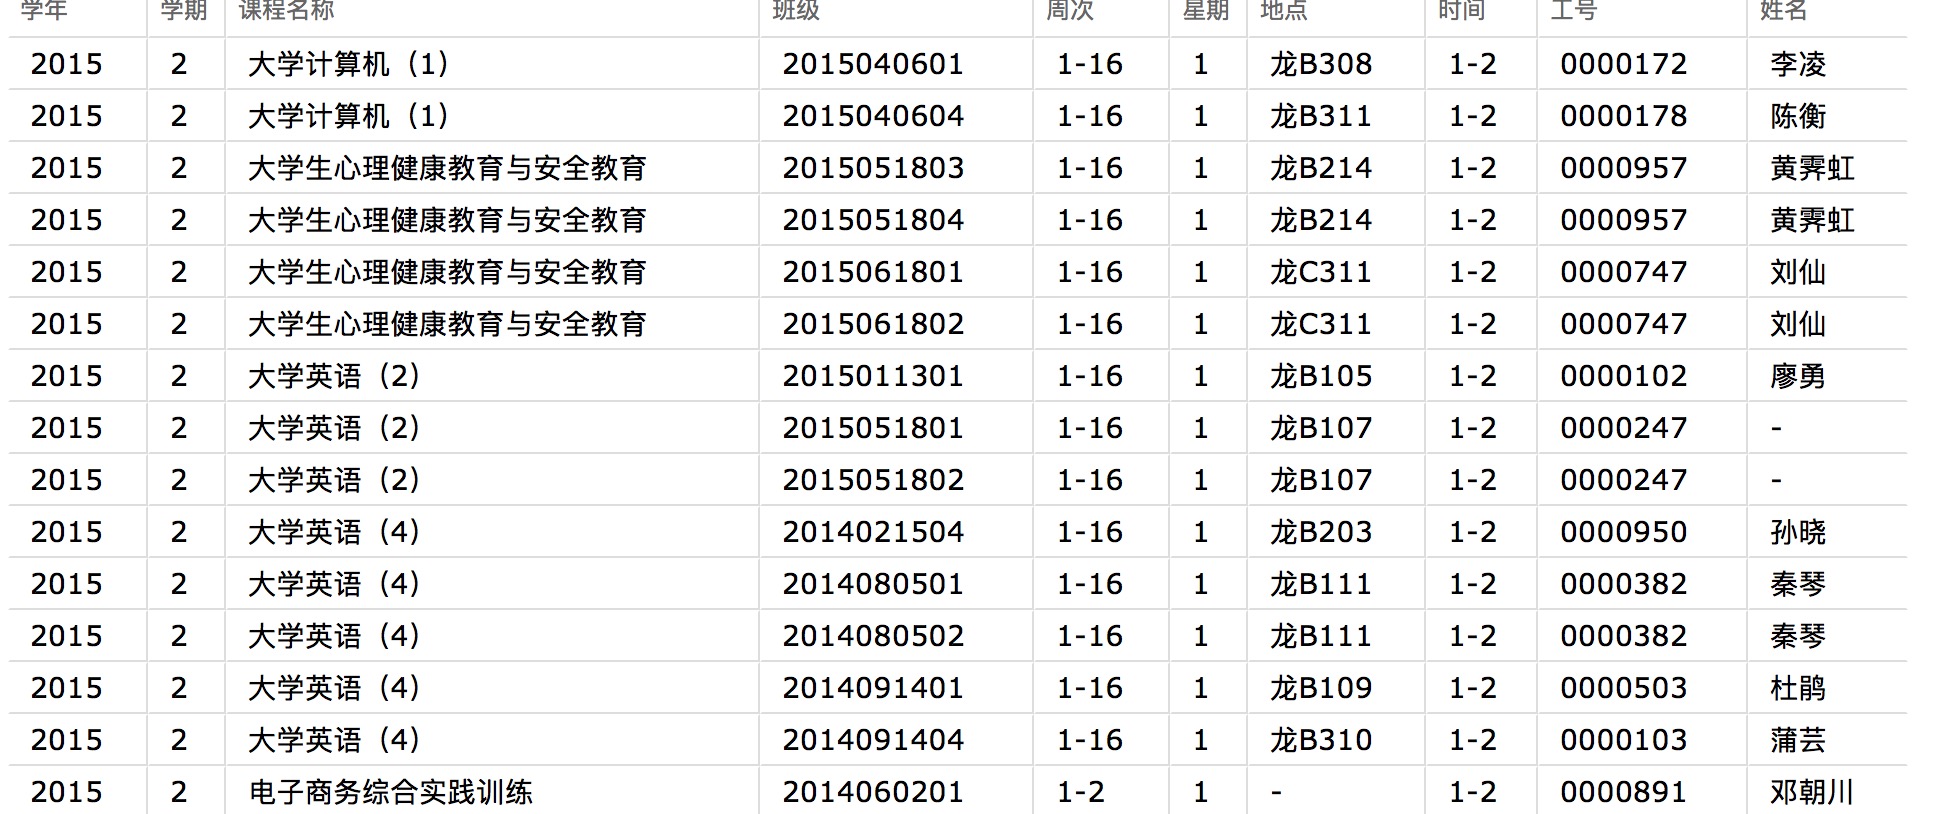 学年 学期 课程名称 班级 周次 星期 地点 时间 工号 姓名
2015 2 大学计算机（1） 2015040601 1-16 1 龙B308 1-2 0000172 李凌
2015 2 大学计算机（1） 2015040604 1-16 1 龙B311 1-2 0000178 陈衡
2015 2 大学生心理健康教育与安全教育 2015051803 1-16 1 龙B214 1-2 0000957 黄霁虹
2015 2 大学生心理健康教育与安全教育 2015051804 1-16 1 龙B214 1-2 0000957 黄霁虹
2015 2 大学生心理健康教育与安全教育 2015061801 1-16 1 龙C311 1-2 0000747 刘仙
2015 2 大学生心理健康教育与安全教育 2015061802 1-16 1 龙C311 1-2 0000747 刘仙
2015 2 大学英语（2） 2015011301 1-16 1 龙B105 1-2 0000102 廖勇
2015 2 大学英语（2） 2015051801 1-16 1 龙B107 1-2 0000247 -
2015 2 大学英语（2） 2015051802 1-16 1 龙B107 1-2 0000247 -
2015 2 大学英语（4） 2014021504 1-16 1 龙B203 1-2 0000950 孙晓
2015 2 大学英语（4） 2014080501 1-16 1 龙B111 1-2 0000382 秦琴
2015 2 大学英语（4） 2014080502 1-16 1 龙B111 1-2 0000382 秦琴
2015 2 大学英语（4） 2014091401 1-16 1 龙B109 1-2 0000503 杜鹃
2015 2 大学英语（4） 2014091404 1-16 1 龙B310 1-2 0000103 蒲芸
2015 2 电子商务综合实践训练 2014060201 1-2 1 - 1-2 0000891 邓朝川